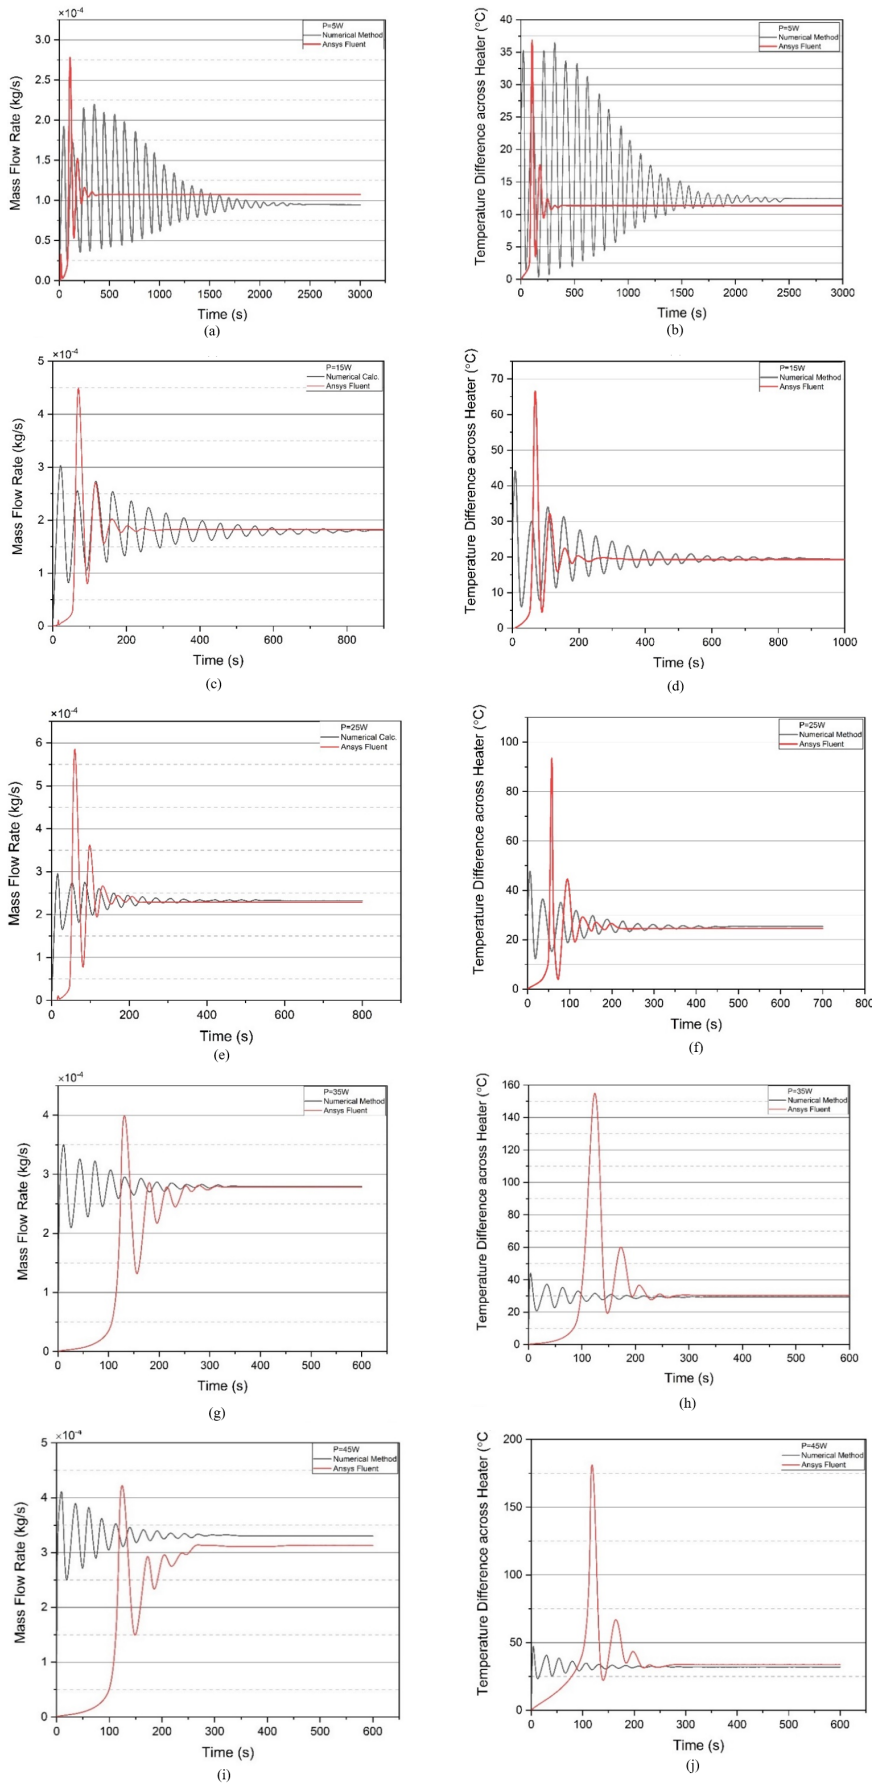 ×10⁻⁴
P=5W
Numerical Method
Ansys Fluent
Mass Flow Rate (kg/s)
3.0
2.5
2.0
1.5
1.0
0.5
0.0
0 500 1000 1500 2000 2500 3000
Time (s)
(a)
P=5W
Numerical Method
Ansys Fluent
Temperature Difference across Heater (°C)
40
35
30
25
20
15
10
5
0
0 500 1000 1500 2000 2500 3000
Time (s)
(b)
×10⁻⁴
P=15W
Numerical Calc.
Ansys Fluent
Mass Flow Rate (kg/s)
5
4
3
2
1
0
0 200 400 600 800
Time (s)
(c)
P=15W
Numerical Method
Ansys Fluent
Temperature Difference across Heater (°C)
70
60
50
40
30
20
10
0
0 200 400 600 800 1000
Time (s)
(d)
×10⁻⁴
P=25W
Numerical Calc.
Ansys Fluent
Mass Flow Rate (kg/s)
6
5
4
3
2
1
0
0 200 400 600 800
Time (s)
(e)
P=25W
Numerical Method
Ansys Fluent
Temperature Difference across Heater (°C)
100
80
60
40
20
0
0 100 200 300 400 500 600 700 800
Time (s)
(f)
×10⁻⁴
P=35W
Numerical Method
Ansys Fluent
Mass Flow Rate (kg/s)
4
3
2
1
0
0 100 200 300 400 500 600
Time (s)
(g)
P=35W
Numerical Method
Ansys Fluent
Temperature Difference across Heater (°C)
160
140
120
100
80
60
40
20
0
0 100 200 300 400 500 600
Time (s)
(h)
×10⁻⁴
P=45W
Numerical Method
Ansys Fluent
Mass Flow Rate (kg/s)
5
4
3
2
1
0
0 100 200 300 400 500 600
Time (s)
(i)
P=45W
Numerical Method
Ansys Fluent
Temperature Difference across Heater (°C
200
150
100
50
0
0 100 200 300 400 500 600
Time (s)
(j)